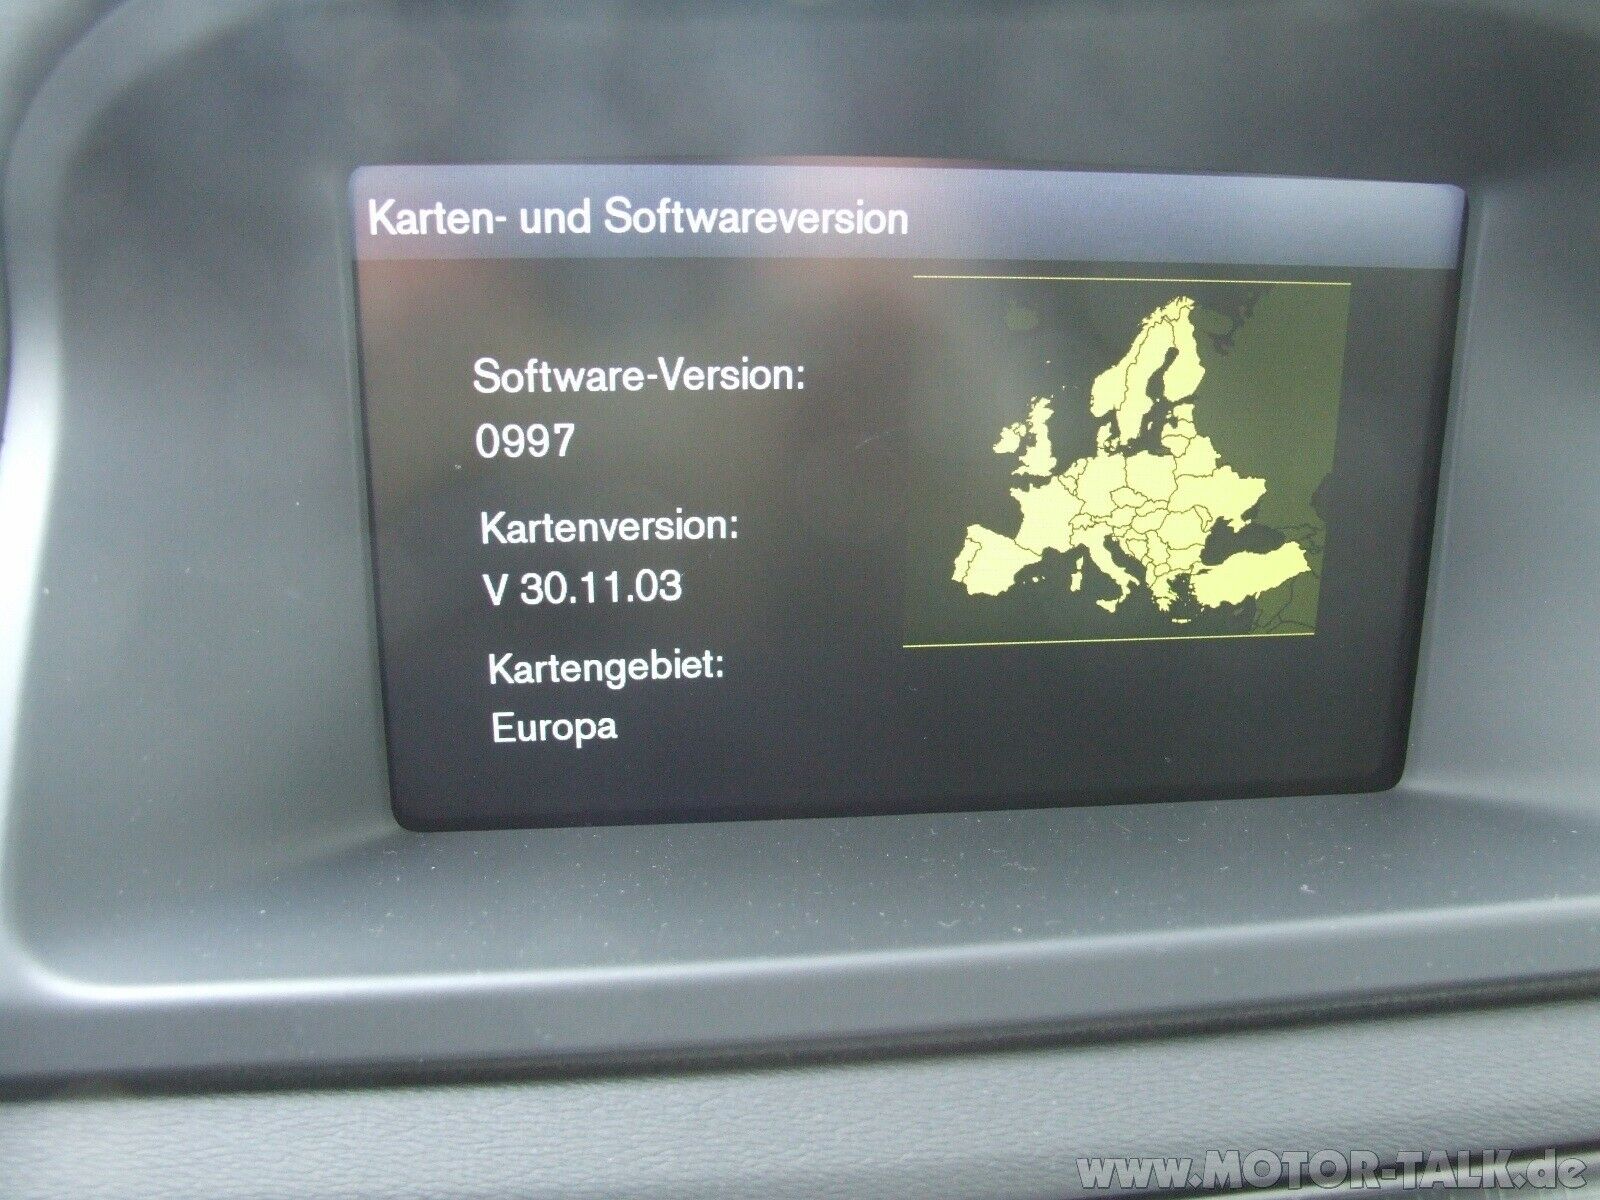 Karten- und Softwareversion
Software-Version:
0997
Kartenversion:
V 30.11.03
Kartengebiet:
Europa
www.MOTOR-TALK.de